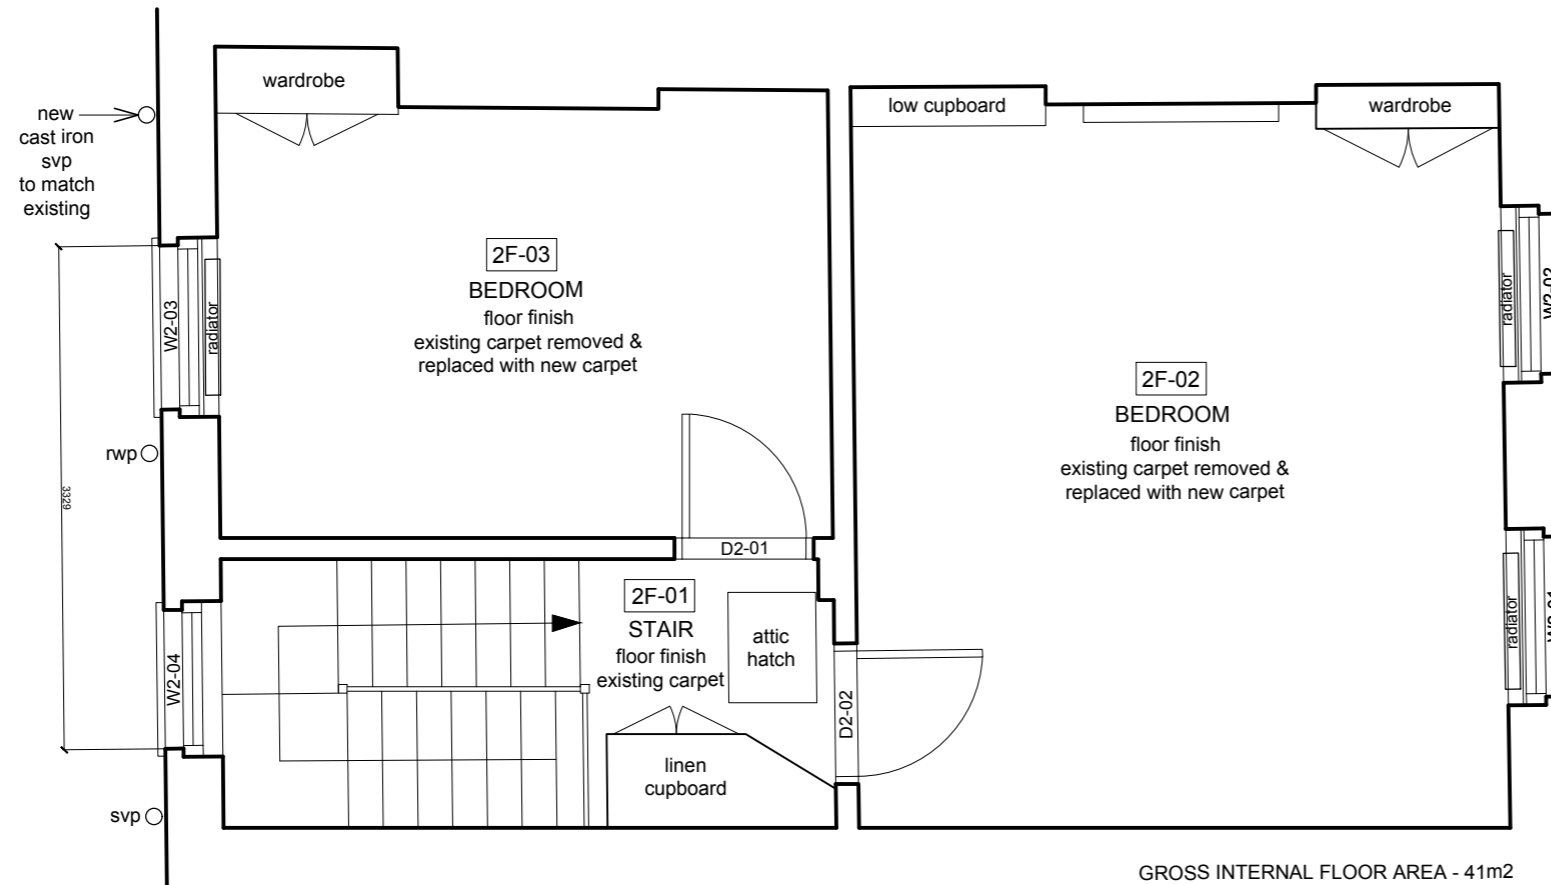 wardrobe
low cupboard
wardrobe
new
cast iron
svp
to match
existing
2F-03
BEDROOM
floor finish
existing carpet removed &
replaced with new carpet
W2-03
radiator
radiator
2F-02
BEDROOM
floor finish
existing carpet removed &
replaced with new carpet
rwp
3329
D2-01
2F-01
STAIR
floor finish
existing carpet
attic
hatch
radiator
W2-04
D2-02
linen
cupboard
svp
GROSS INTERNAL FLOOR AREA - 41m2